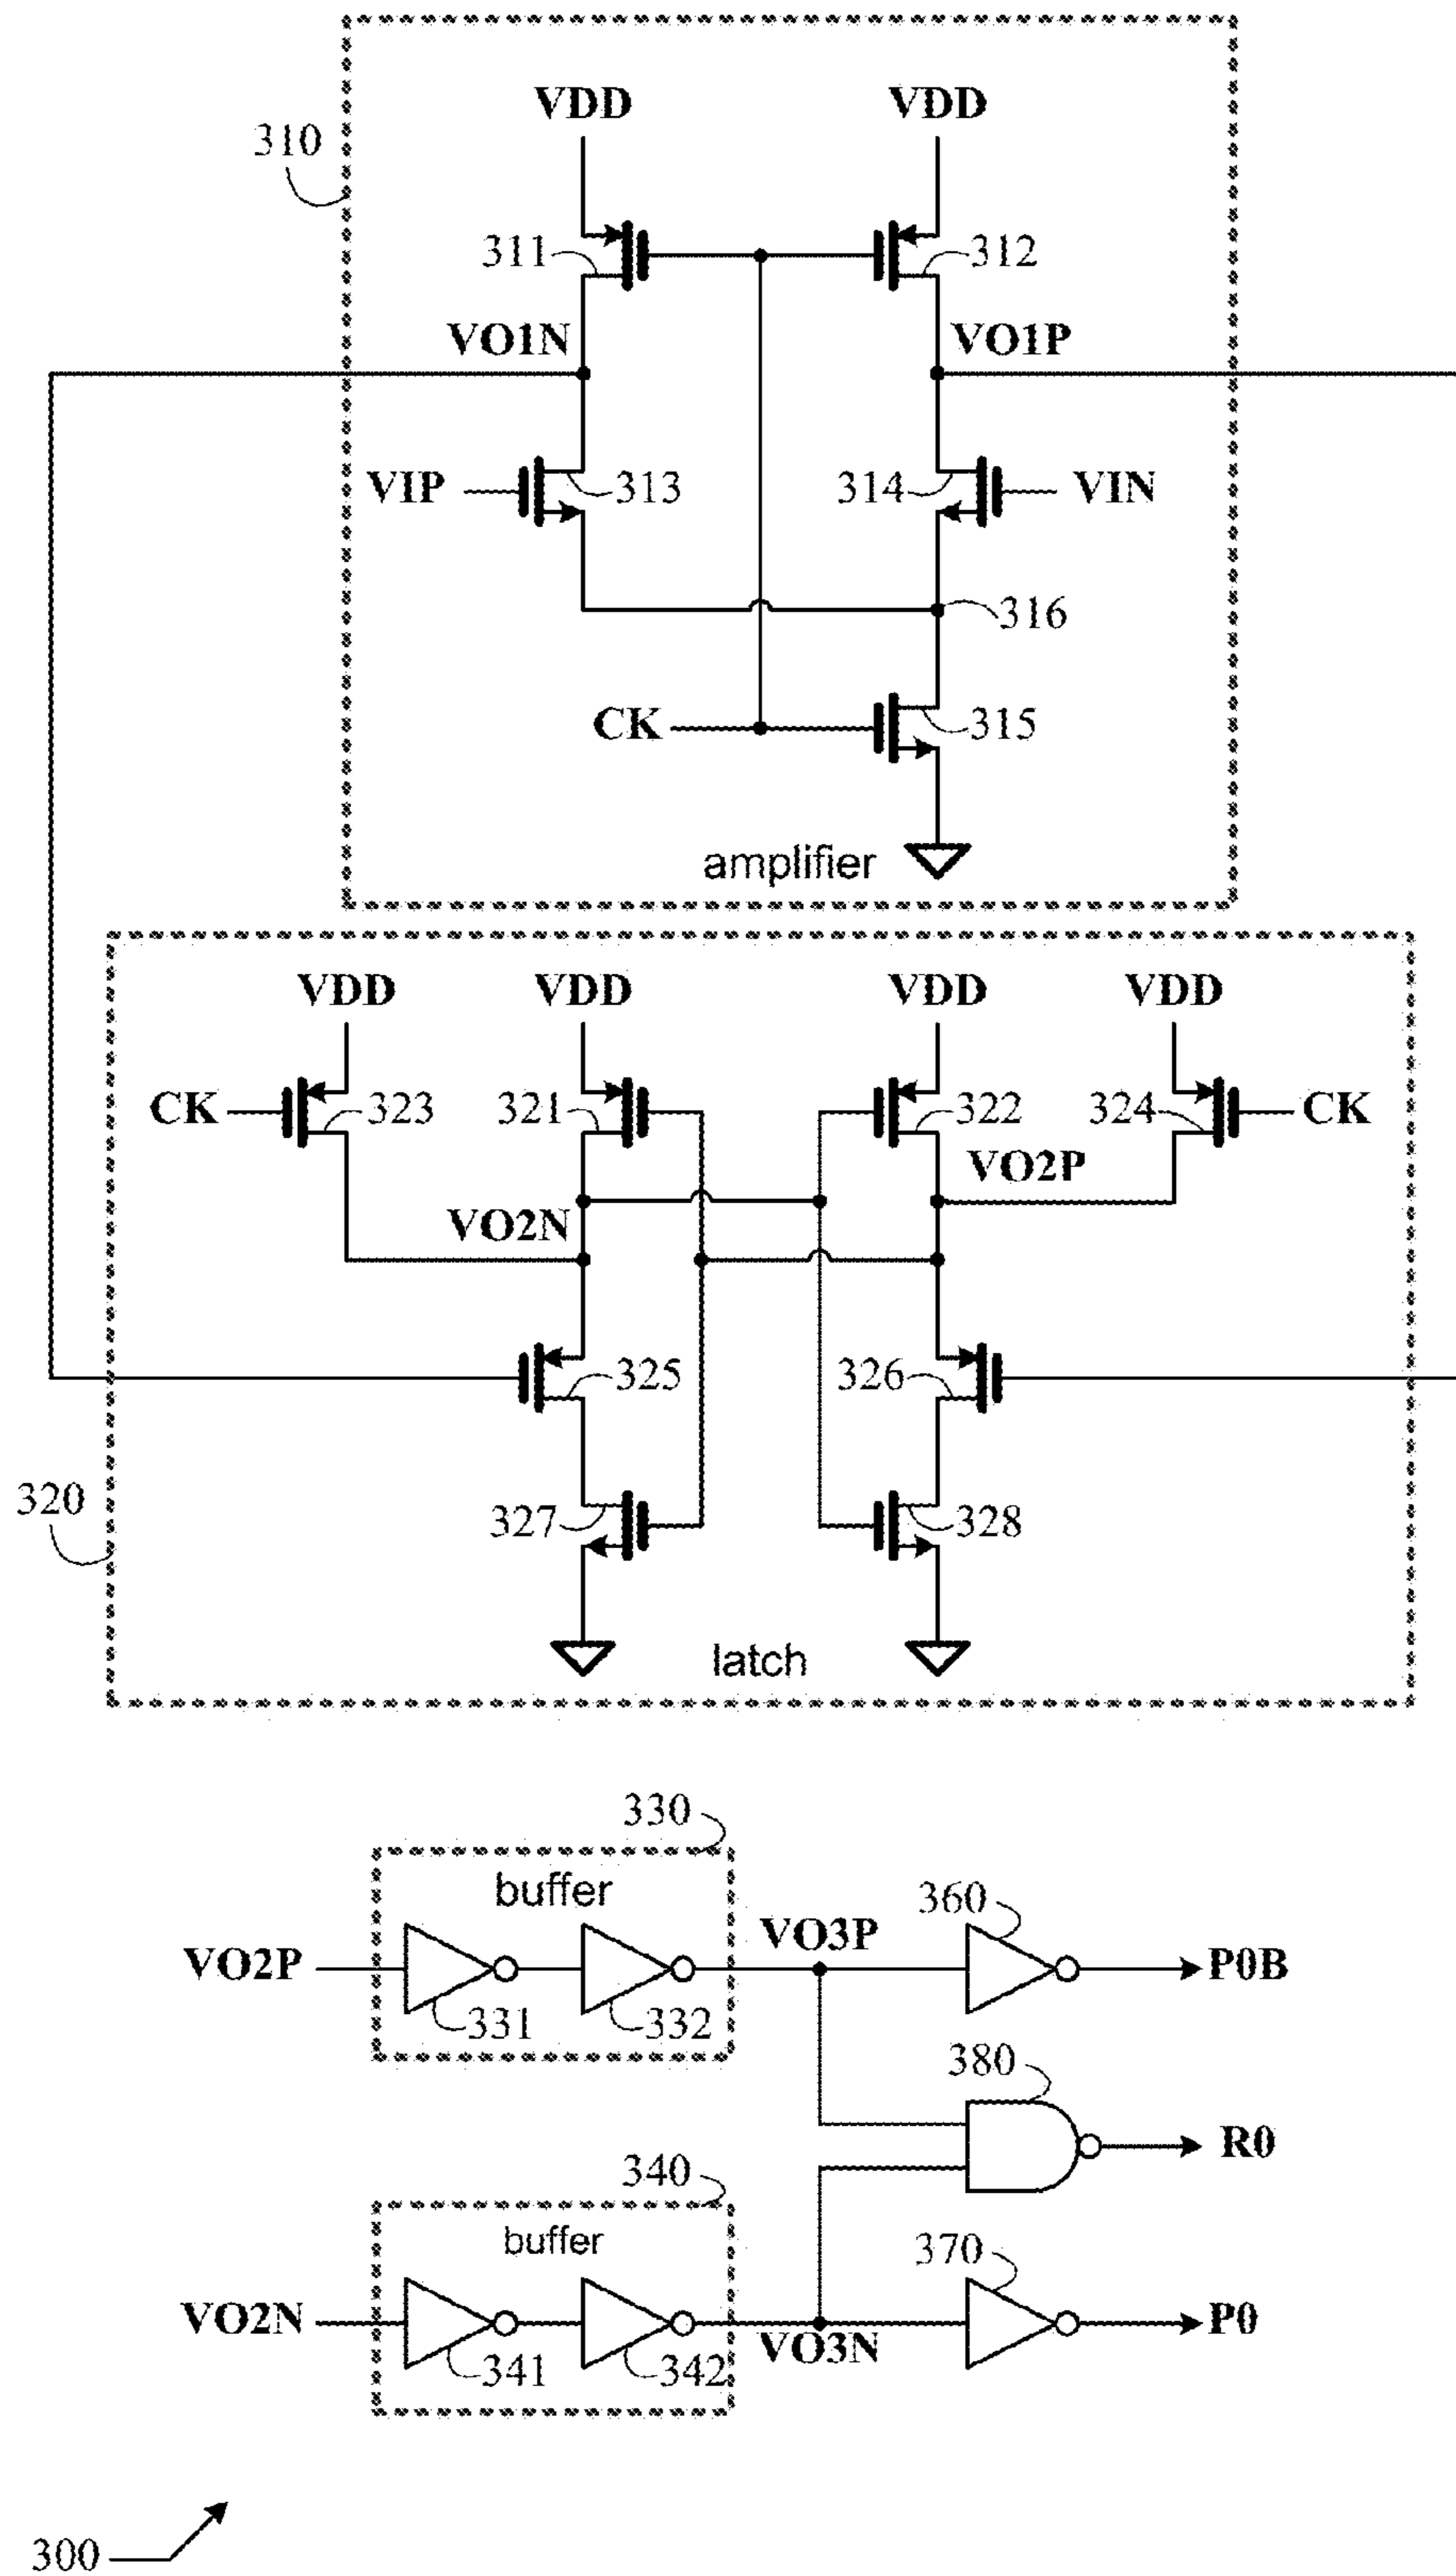 VDD VDD
310
311 312
VO1N VO1P
VIP 313 314 VIN
316
CK 315
amplifier
VDD VDD VDD VDD
CK 323 321 322 324 CK
VO2P
VO2N
325 326
320
327 328
latch
330
buffer
360
VO3P
VO2P P0B
331 332
380
R0
340
buffer
370
VO2N P0
VO3N
341 342
300